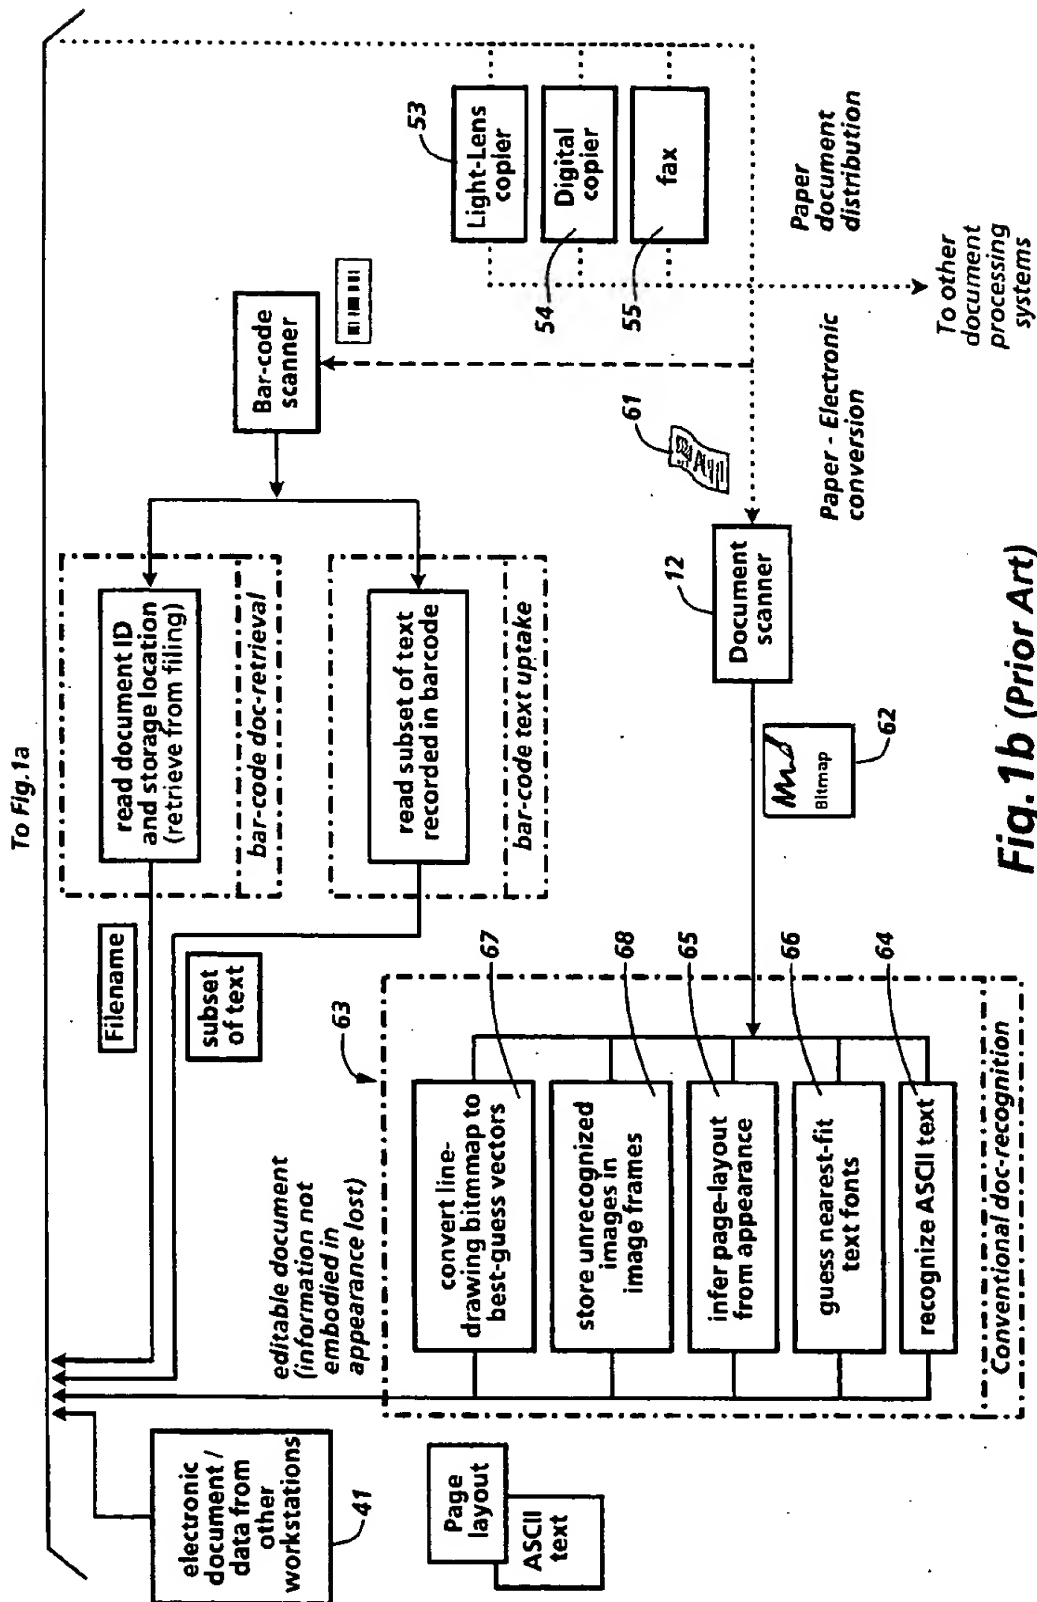 To Fig.1a
electronic
document /
data from
other
workstations
41
Page
layout
ASCII
text
Filename
subset
of text
read document ID
and storage location
(retrieve from filing)
bar-code doc-retrieval
read subset of text
recorded in barcode
bar-code text uptake
Bar-code
scanner
53
Light-Lens
copier
54
Digital
copier
55
fax
Paper
document
distribution
To other
document
processing
systems
61
Paper - Electronic
conversion
12
Document
scanner
Bitmap
62
editable document
(information not
embodied in
appearance lost)
63
67
convert line-
drawing bitmmap to
best-guess vectors
68
store unrecognized
images in
image frames
65
infer page-layout
from appearance
66
guess nearest-fit
text fonts
64
recognize ASCII text
Conventional doc-recognition
Fig.1b (Prior Art)